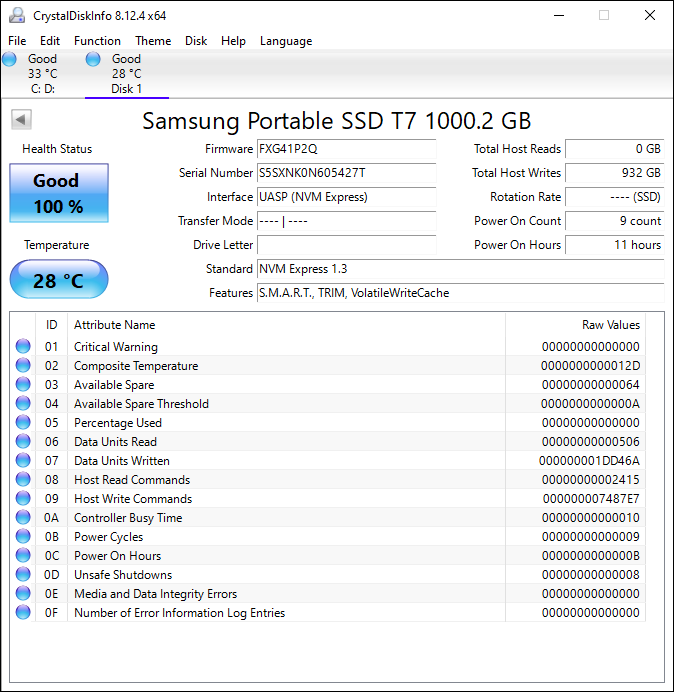 CrystalDiskInfo 8.12.4 x64
File Edit Function Theme Disk Help Language
Good Good
33 °C 28 °C
C: D: Disk 1
Samsung Portable SSD T7 1000.2 GB
Health Status
Good
100 %
Temperature
28 °C
Firmware FXG41P2Q
Serial Number S5SXNK0N605427T
Interface UASP (NVM Express)
Transfer Mode ---- | ----
Drive Letter
Standard NVM Express 1.3
Features S.M.A.R.T., TRIM, VolatileWriteCache
Total Host Reads 0 GB
Total Host Writes 932 GB
Rotation Rate ---- (SSD)
Power On Count 9 count
Power On Hours 11 hours
ID Attribute Name Raw Values
01 Critical Warning 00000000000000
02 Composite Temperature 0000000000012D
03 Available Spare 00000000000064
04 Available Spare Threshold 0000000000000A
05 Percentage Used 00000000000000
06 Data Units Read 00000000000506
07 Data Units Written 000000001DD46A
08 Host Read Commands 00000000002415
09 Host Write Commands 000000007487E7
0A Controller Busy Time 00000000000010
0B Power Cycles 00000000000009
0C Power On Hours 0000000000000B
0D Unsafe Shutdowns 00000000000008
0E Media and Data Integrity Errors 00000000000000
0F Number of Error Information Log Entries 00000000000000